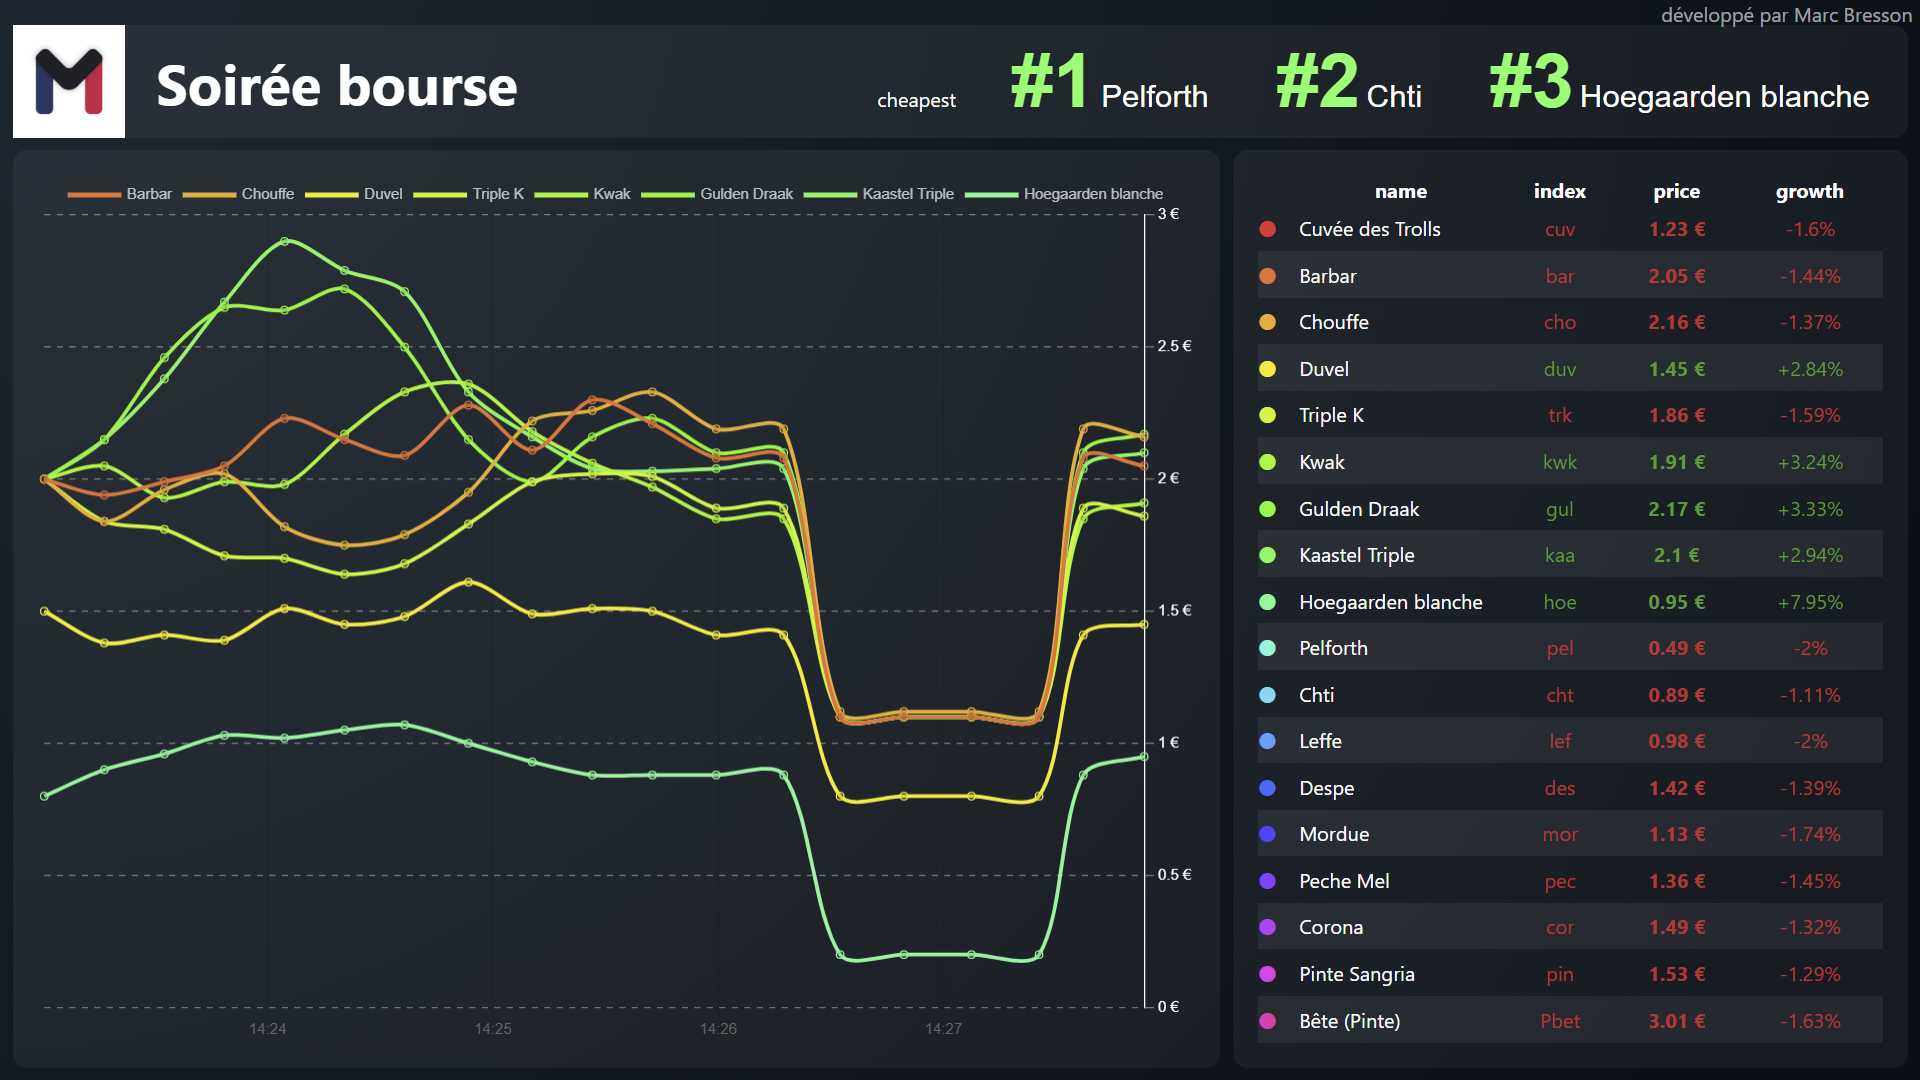 développé par Marc Bresson
Soirée bourse
cheapest
#1 Pelforth
#2 Chti
#3 Hoegaarden blanche
Barbar Chouffe Duvel Triple K Kwak Gulden Draak Kaastel Triple Hoegaarden blanche
3 €
2.5 €
2 €
1.5 €
1 €
0.5 €
0 €
14:24 14:25 14:26 14:27
name index price growth
Cuvée des Trolls cuv 1.23 € -1.6%
Barbar bar 2.05 € -1.44%
Chouffe cho 2.16 € -1.37%
Duvel duv 1.45 € +2.84%
Triple K trk 1.86 € -1.59%
Kwak kwk 1.91 € +3.24%
Gulden Draak gul 2.17 € +3.33%
Kaastel Triple kaa 2.1 € +2.94%
Hoegaarden blanche hoe 0.95 € +7.95%
Pelforth pel 0.49 € -2%
Chti cht 0.89 € -1.11%
Leffe lef 0.98 € -2%
Despe des 1.42 € -1.39%
Mordue mor 1.13 € -1.74%
Peche Mel pec 1.36 € -1.45%
Corona cor 1.49 € -1.32%
Pinte Sangria pin 1.53 € -1.29%
Bête (Pinte) Pbet 3.01 € -1.63%